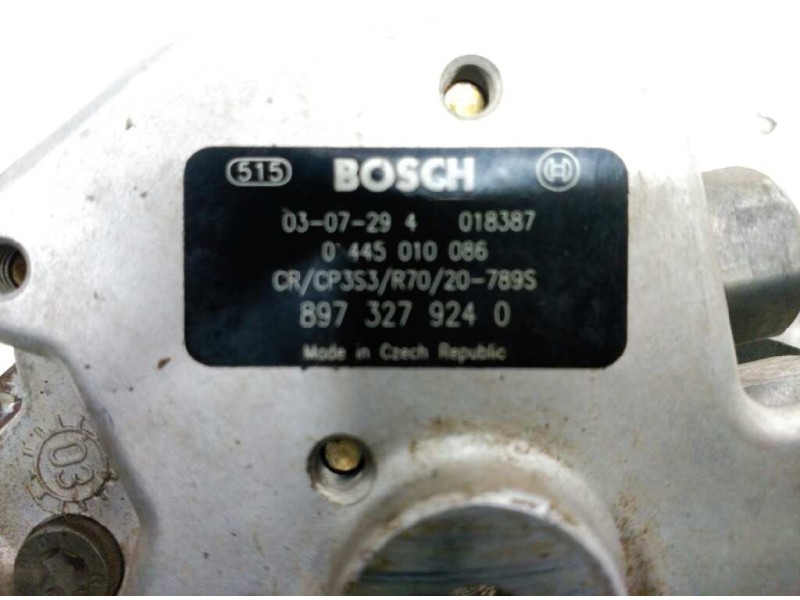 515 BOSCH
03-07-29 4 018387
0 445 010 086
CR/CP3S3/R70/20-789S
897 327 924 0
Made in Czech Republic
03